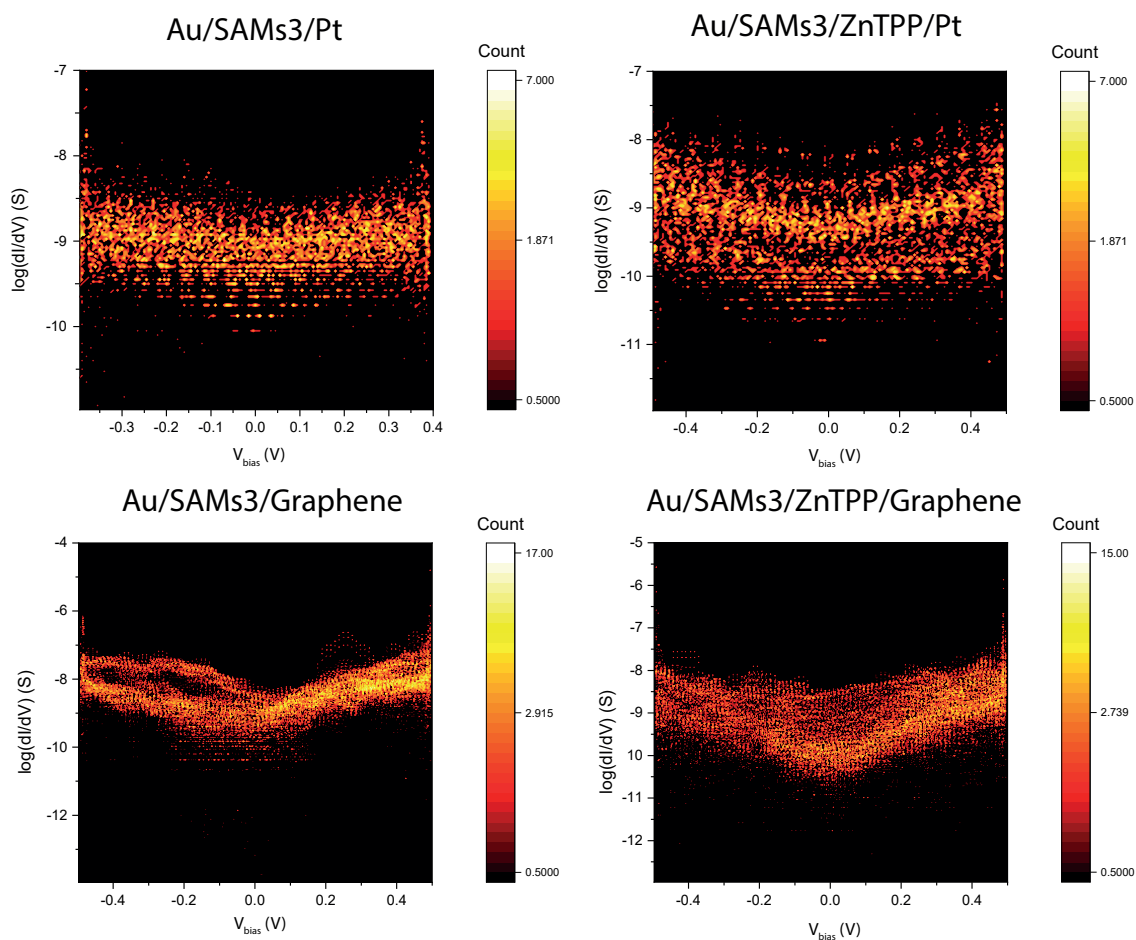 Au/SAMs3/Pt
Count
7.000
1.871
0.5000
-7
-8
-9
-10
log(dI/dV) (S)
-0.3 -0.2 -0.1 0.0 0.1 0.2 0.3 0.4
Vbias (V)
Au/SAMs3/ZnTPP/Pt
Count
7.000
1.871
0.5000
-7
-8
-9
-10
-11
log(dI/dV) (S)
-0.4 -0.2 0.0 0.2 0.4
Vbias (V)
Au/SAMs3/Graphene
Count
17.00
2.915
0.5000
-4
-6
-8
-10
-12
log(dI/dV) (S)
-0.4 -0.2 0.0 0.2 0.4
Vbias (V)
Au/SAMs3/ZnTPP/Graphene
Count
15.00
2.739
0.5000
-5
-6
-7
-8
-9
-10
-11
-12
-13
log(dI/dV) (S)
-0.4 -0.2 0.0 0.2 0.4
Vbias (V)